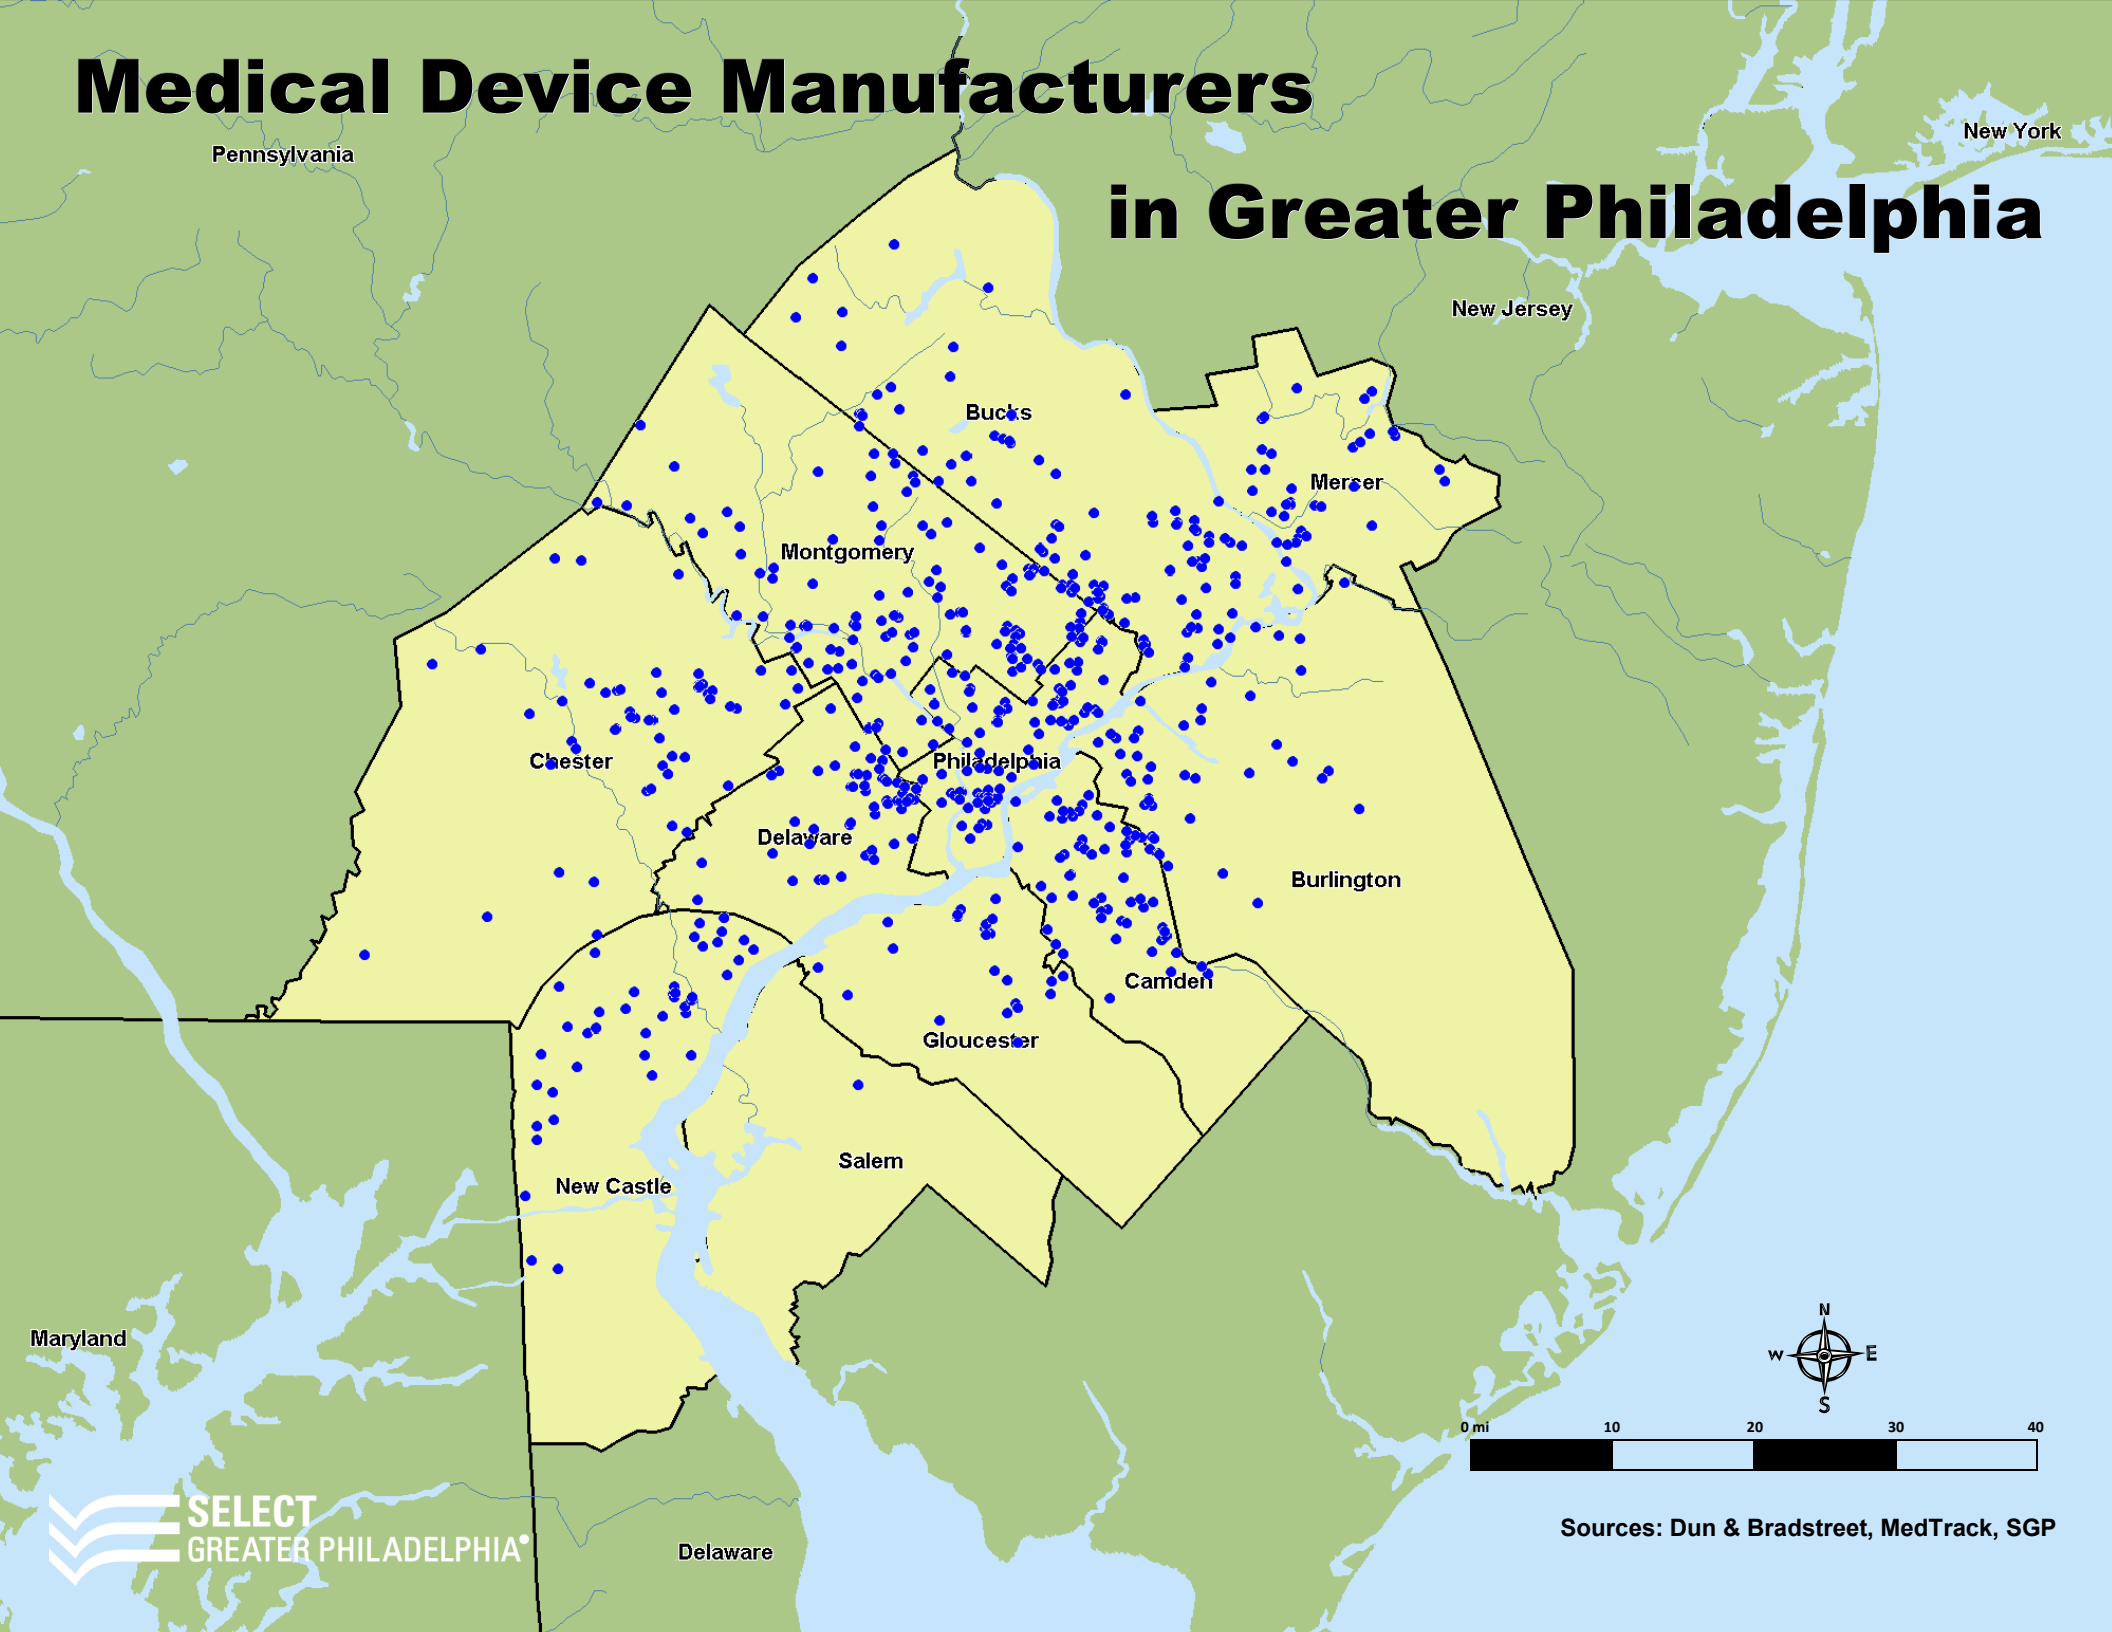 Medical Device Manufacturers
in Greater Philadelphia
Pennsylvania
New York
New Jersey
Bucks
Mercer
Montgomery
Chester
Philadelphia
Delaware
Burlington
Camden
Gloucester
Salem
New Castle
Maryland
Delaware
N
W E
S
0 mi 10 20 30 40
SELECT
GREATER PHILADELPHIA®
Sources: Dun & Bradstreet, MedTrack, SGP